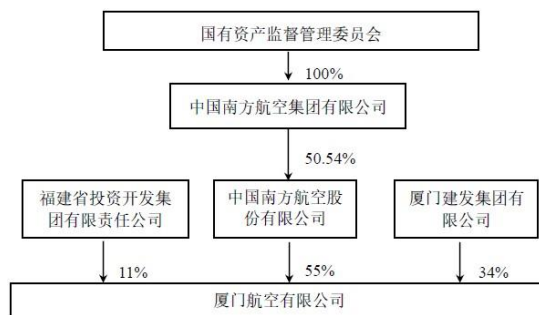 国有资产监督管理委员会
100%
中国南方航空集团有限公司
50.54%
福建省投资开发集
团有限责任公司
中国南方航空股
份有限公司
厦门建发集团有
限公司
11%
55%
34%
厦门航空有限公司